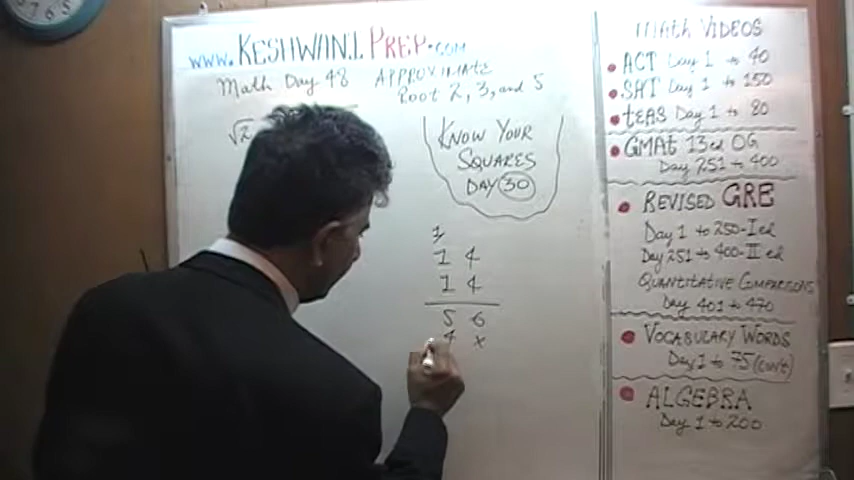 www.KESHWANIPREP.COM
Math Day 48
APPROXIMATE
Root 2, 3, and 5
√2
KNOW YOUR
SQUARES
DAY 30
1
1 4
1 4
5 6
4 x
MATH VIDEOS
ACT Day 1 to 40
SAT Day 1 to 150
TEAS Day 1 to 80
GMAT 13ed OG
Day 251 to 400
REVISED GRE
Day 1 to 250-I ed
Day 251 to 400-II ed
QUANTITATIVE COMPARISONS
Day 401 to 470
VOCABULARY WORDS
Day 1 to 75 (con't)
ALGEBRA
Day 1 to 200